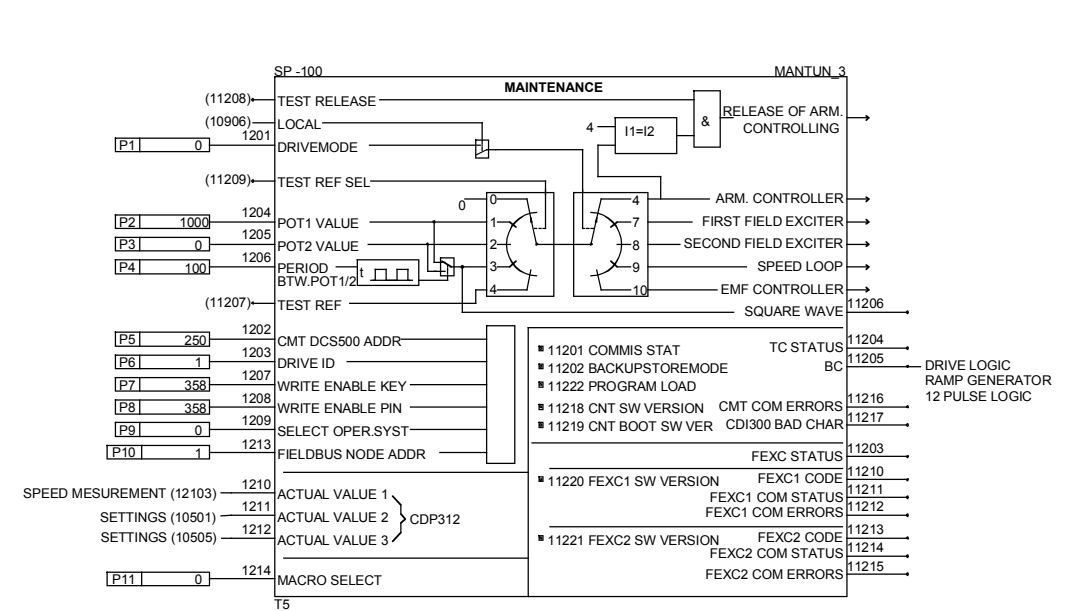 SP -100 MANTUN_3
MAINTENANCE
(11208) TEST RELEASE
(10906) LOCAL
P1 0 1201 DRIVEMODE
(11209) TEST REF SEL
P2 1000 1204 POT1 VALUE
P3 0 1205 POT2 VALUE
P4 100 1206 PERIOD
BTW.POT1/2
t
(11207) TEST REF
0
0
1
2
3
4
4
7
8
9
10
4 I1=I2
&
RELEASE OF ARM.
CONTROLLING
ARM. CONTROLLER
FIRST FIELD EXCITER
SECOND FIELD EXCITER
SPEED LOOP
EMF CONTROLLER
SQUARE WAVE 11206
P5 250 1202 CMT DCS500 ADDR
P6 1 1203 DRIVE ID
P7 358 1207 WRITE ENABLE KEY
P8 358 1208 WRITE ENABLE PIN
P9 0 1209 SELECT OPER.SYST
P10 1 1213 FIELDBUS NODE ADDR
SPEED MESUREMENT (12103) 1210 ACTUAL VALUE 1
SETTINGS (10501) 1211 ACTUAL VALUE 2
SETTINGS (10505) 1212 ACTUAL VALUE 3
CDP312
P11 0 1214 MACRO SELECT
T5
11201 COMMIS STAT
11202 BACKUPSTOREMODE
11222 PROGRAM LOAD
11218 CNT SW VERSION
11219 CNT BOOT SW VER
11220 FEXC1 SW VERSION
11221 FEXC2 SW VERSION
TC STATUS 11204
BC 11205
DRIVE LOGIC
RAMP GENERATOR
12 PULSE LOGIC
CMT COM ERRORS 11216
CDI300 BAD CHAR 11217
FEXC STATUS 11203
FEXC1 CODE 11210
FEXC1 COM STATUS 11211
FEXC1 COM ERRORS 11212
FEXC2 CODE 11213
FEXC2 COM STATUS 11214
FEXC2 COM ERRORS 11215